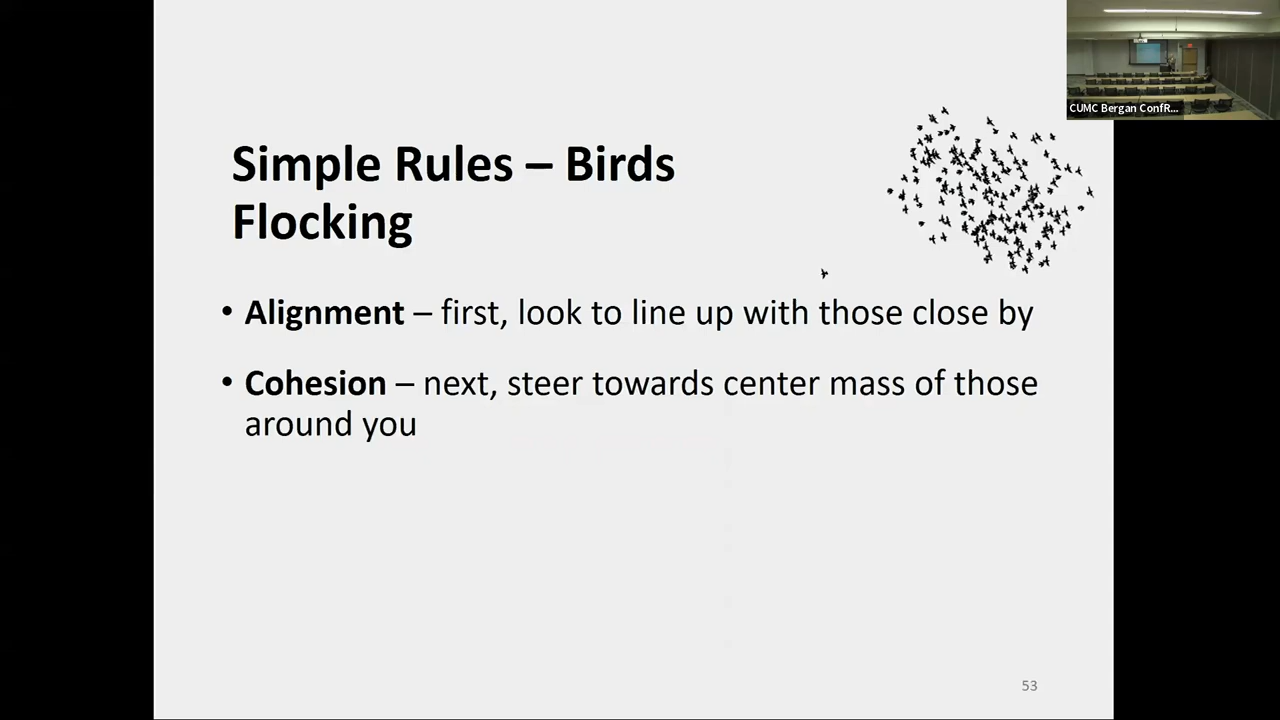 CUMC Bergan ConfR...
Simple Rules – Birds
Flocking
• Alignment – first, look to line up with those close by
• Cohesion – next, steer towards center mass of those
around you
53